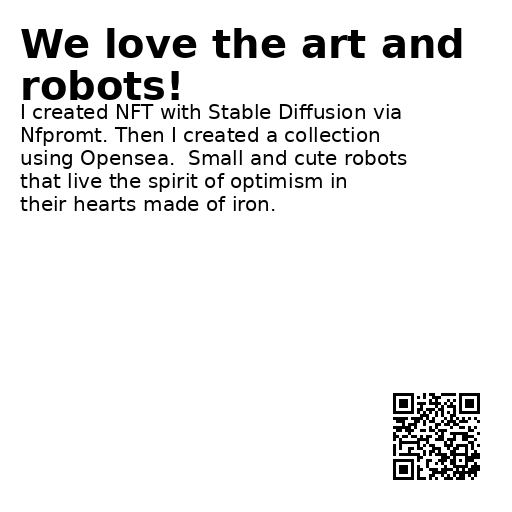 We love the art and
robots!
I created NFT with Stable Diffusion via
Nfpromt. Then I created a collection
using Opensea.  Small and cute robots
that live the spirit of optimism in
their hearts made of iron.